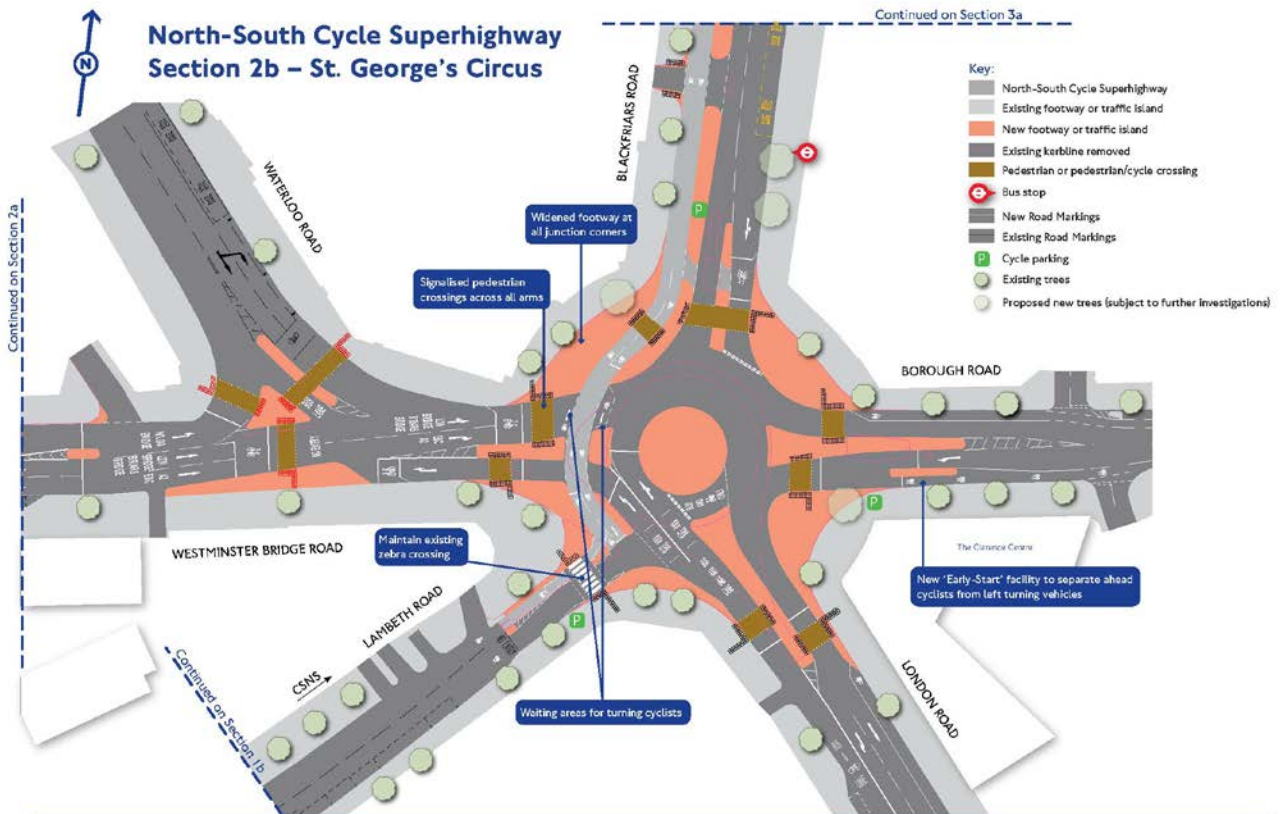 Continued on Section 3a
North-South Cycle Superhighway
Section 2b – St. George's Circus
N
Key:
North-South Cycle Superhighway
Existing footway or traffic island
New footway or traffic island
Existing kerbline removed
Pedestrian or pedestrian/cycle crossing
Bus stop
New Road Markings
Existing Road Markings
P
Cycle parking
Existing trees
Proposed new trees (subject to further investigations)
BLACKFRIARS ROAD
WATERLOO ROAD
Continued on Section 2a
Widened footway at
all junction corners
P
Signalised pedestrian
crossings across all arms
BOROUGH ROAD
P
WESTMINSTER BRIDGE ROAD
Maintain existing
zebra crossing
The Clarence Centre
New 'Early-Start' facility to separate ahead
cyclists from left turning vehicles
LAMBETH ROAD
P
CSNS
Continued on Section 1b
Waiting areas for turning cyclists
LONDON ROAD